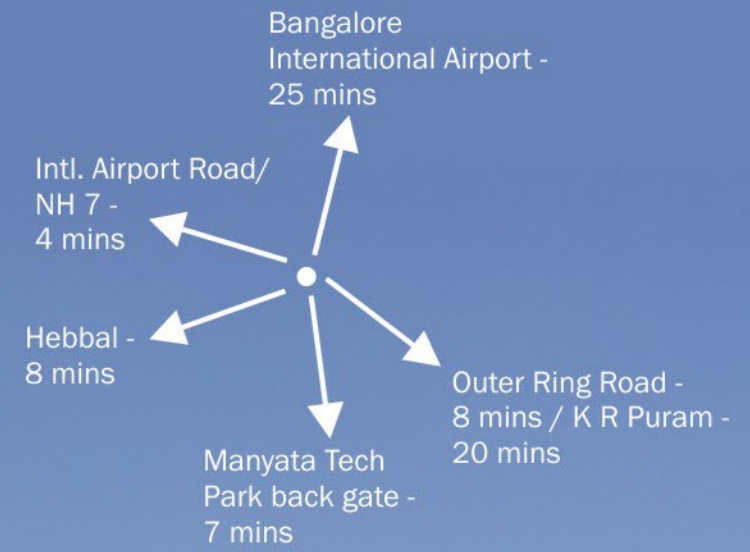 Bangalore
International Airport -
25 mins
Intl. Airport Road/
NH 7 -
4 mins
Hebbal -
8 mins
Outer Ring Road -
8 mins / K R Puram -
20 mins
Manyata Tech
Park back gate -
7 mins